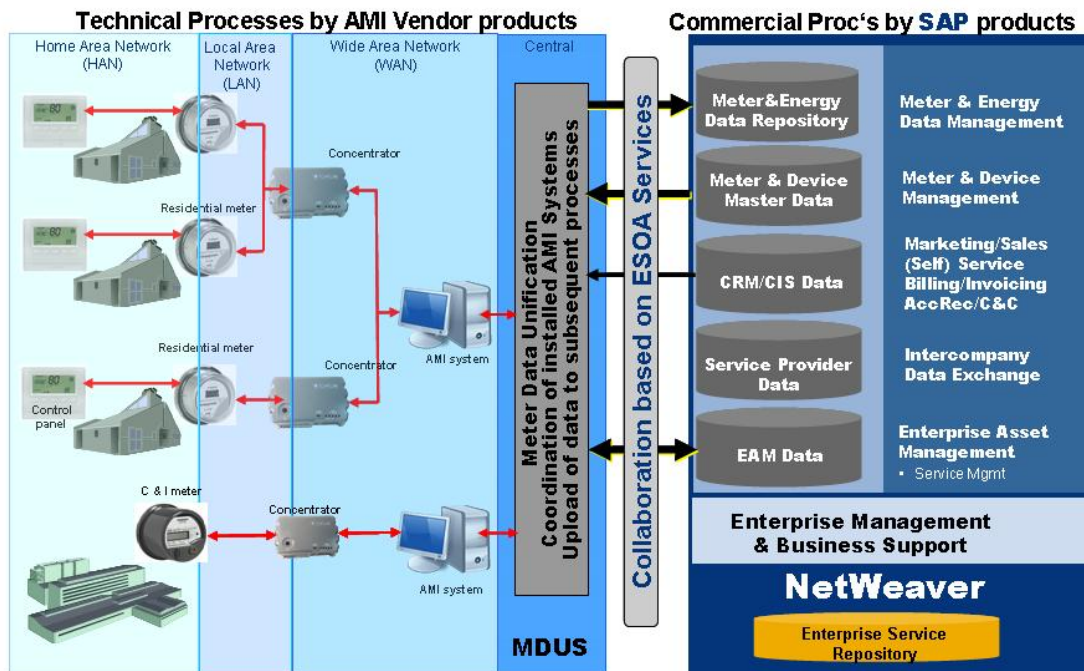 Technical Processes by AMI Vendor products
Commercial Proc's by SAP products
Home Area Network
(HAN)
Local Area
Network
(LAN)
Wide Area Network
(WAN)
Central
Concentrator
Residential meter
Residential meter
Concentrator
AMI system
Control
panel
C & I meter
Concentrator
AMI system
Meter Data Unification
Coordination of installed AMI Systems
Upload of data to subsequent processes
MDUS
Collaboration based on ESOA Services
Meter&Energy
Data Repository
Meter & Energy
Data Management
Meter & Device
Master Data
Meter & Device
Management
CRM/CIS Data
Marketing/Sales
(Self) Service
Billing/Invoicing
AccRec/C&C
Service Provider
Data
Intercompany
Data Exchange
EAM Data
Enterprise Asset
Management
• Service Mgmt
Enterprise Management
& Business Support
NetWeaver
Enterprise Service
Repository